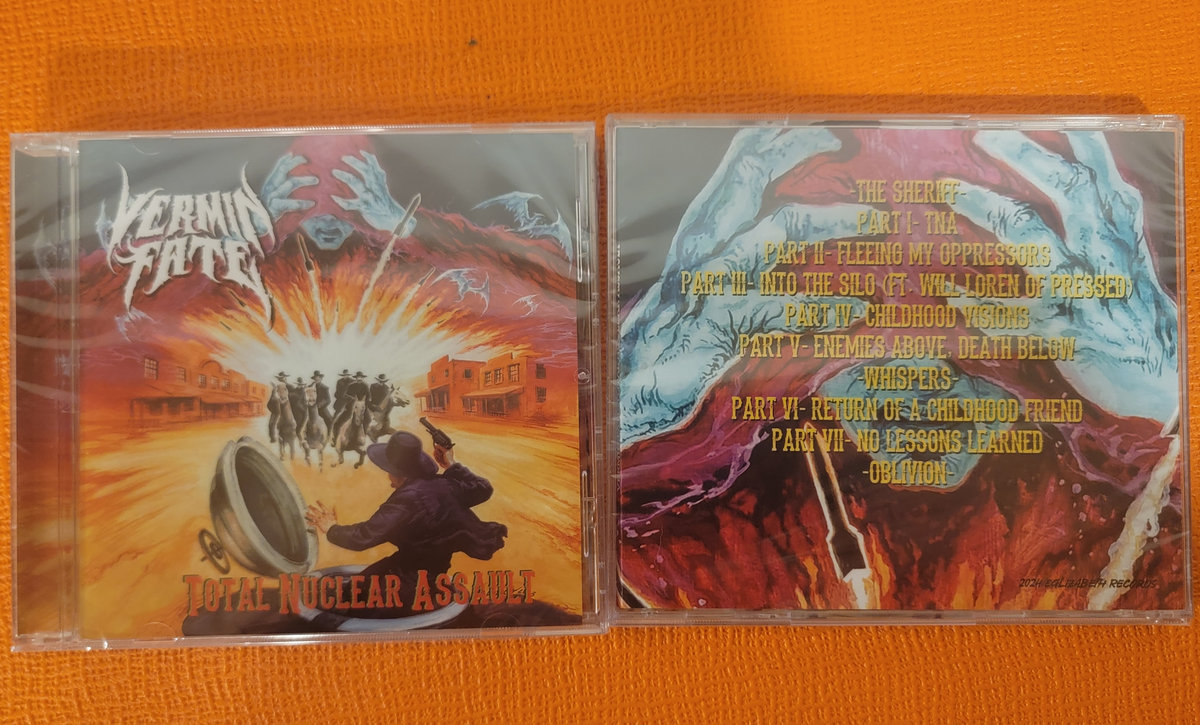 VERMIN
FATE
TOTAL NUCLEAR ASSAULT
-THE SHERIFF-
PART I- TNA
PART II- FLEEING MY OPPRESSORS
PART III- INTO THE SILO (FT. WILL LOREN OF PRESSED)
PART IV- CHILDHOOD VISIONS
PART V- ENEMIES ABOVE, DEATH BELOW
-WHISPERS-
PART VI- RETURN OF A CHILDHOOD FRIEND
PART VII- NO LESSONS LEARNED
-OBLIVION-
2024 RECORDS